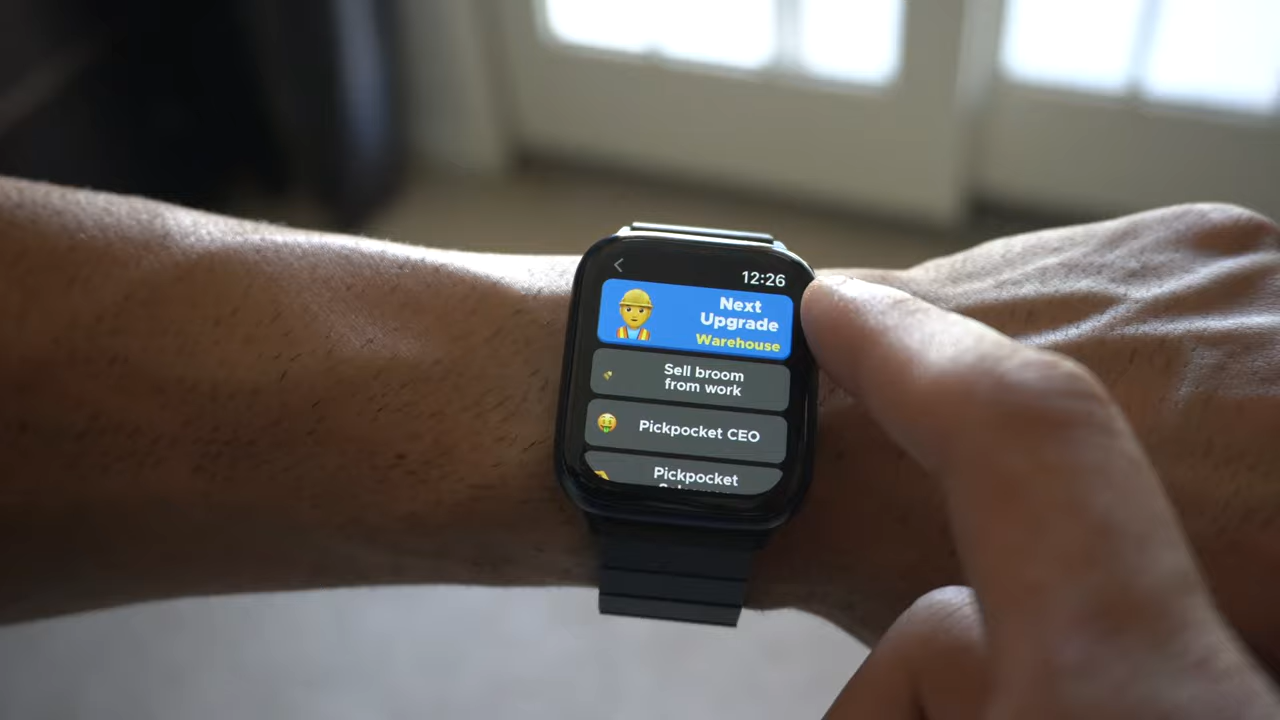 12:26
Next
Upgrade
Warehouse
Sell broom
from work
Pickpocket CEO
Pickpocket